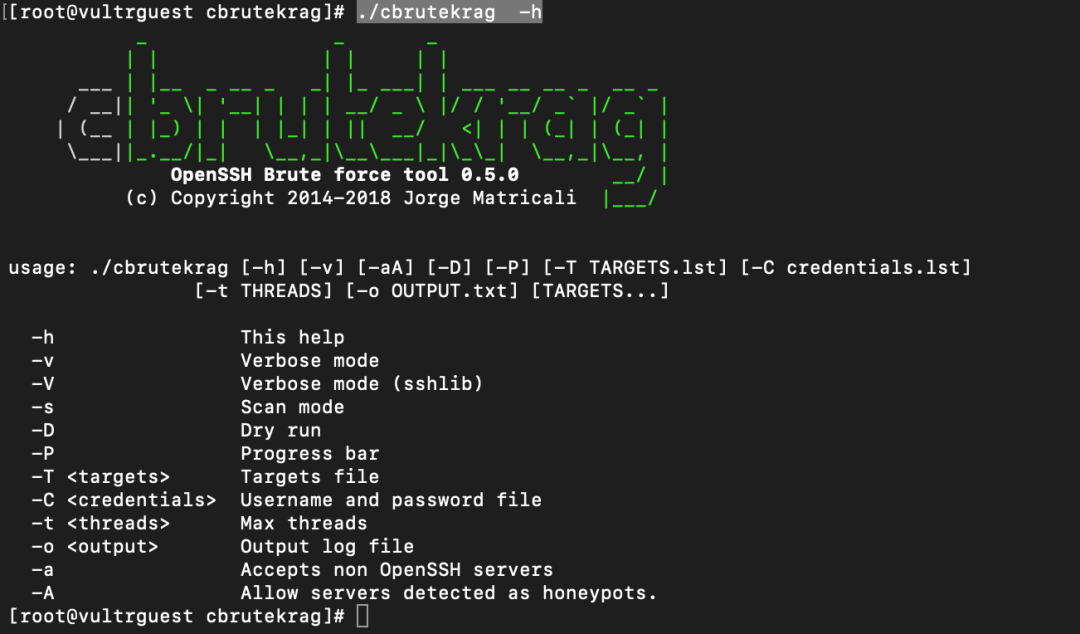 [[root@vultrguest cbrutekrag]# ./cbrutekrag  -h
cbrutekrag
OpenSSH Brute force tool 0.5.0
(c) Copyright 2014-2018 Jorge Matricali
usage: ./cbrutekrag [-h] [-v] [-aA] [-D] [-P] [-T TARGETS.lst] [-C credentials.lst]
[-t THREADS] [-o OUTPUT.txt] [TARGETS...]
-h This help
-v Verbose mode
-V Verbose mode (sshlib)
-s Scan mode
-D Dry run
-P Progress bar
-T <targets> Targets file
-C <credentials> Username and password file
-t <threads> Max threads
-o <output> Output log file
-a Accepts non OpenSSH servers
-A Allow servers detected as honeypots.
[root@vultrguest cbrutekrag]#